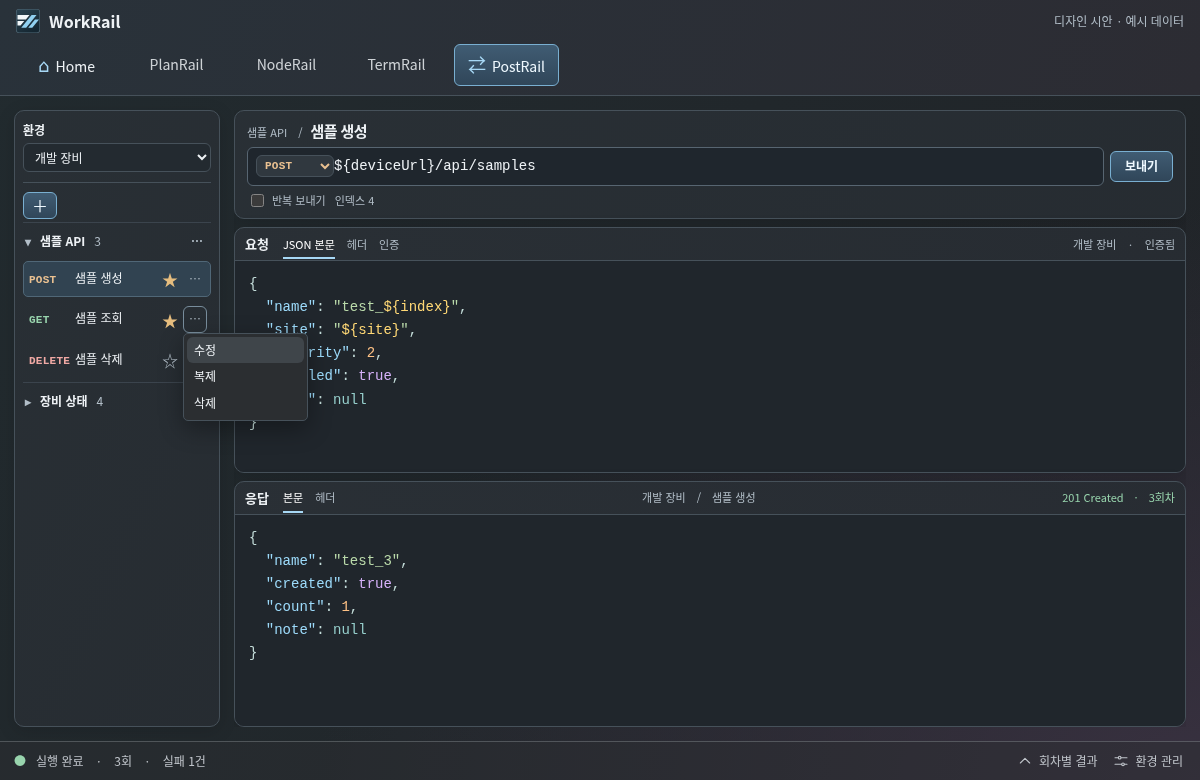 WorkRail
디자인 시안 · 예시 데이터
Home
PlanRail
NodeRail
TermRail
PostRail
환경
개발 장비
+
샘플 API 3 ···
POST 샘플 생성 ★ ···
GET 샘플 조회 ★ ···
DELETE 샘플 삭제 ☆
장비 상태 4
수정
복제
삭제
샘플 API / 샘플 생성
POST ${deviceUrl}/api/samples
보내기
반복 보내기 인덱스 4
요청 JSON 본문 헤더 인증
개발 장비 · 인증됨
{
"name": "test_${index}",
"site": "${site}",
rity": 2,
led": true,
": null
}
응답 본문 헤더
개발 장비 / 샘플 생성
201 Created · 3회차
{
"name": "test_3",
"created": true,
"count": 1,
"note": null
}
실행 완료 · 3회 · 실패 1건
회차별 결과
환경 관리